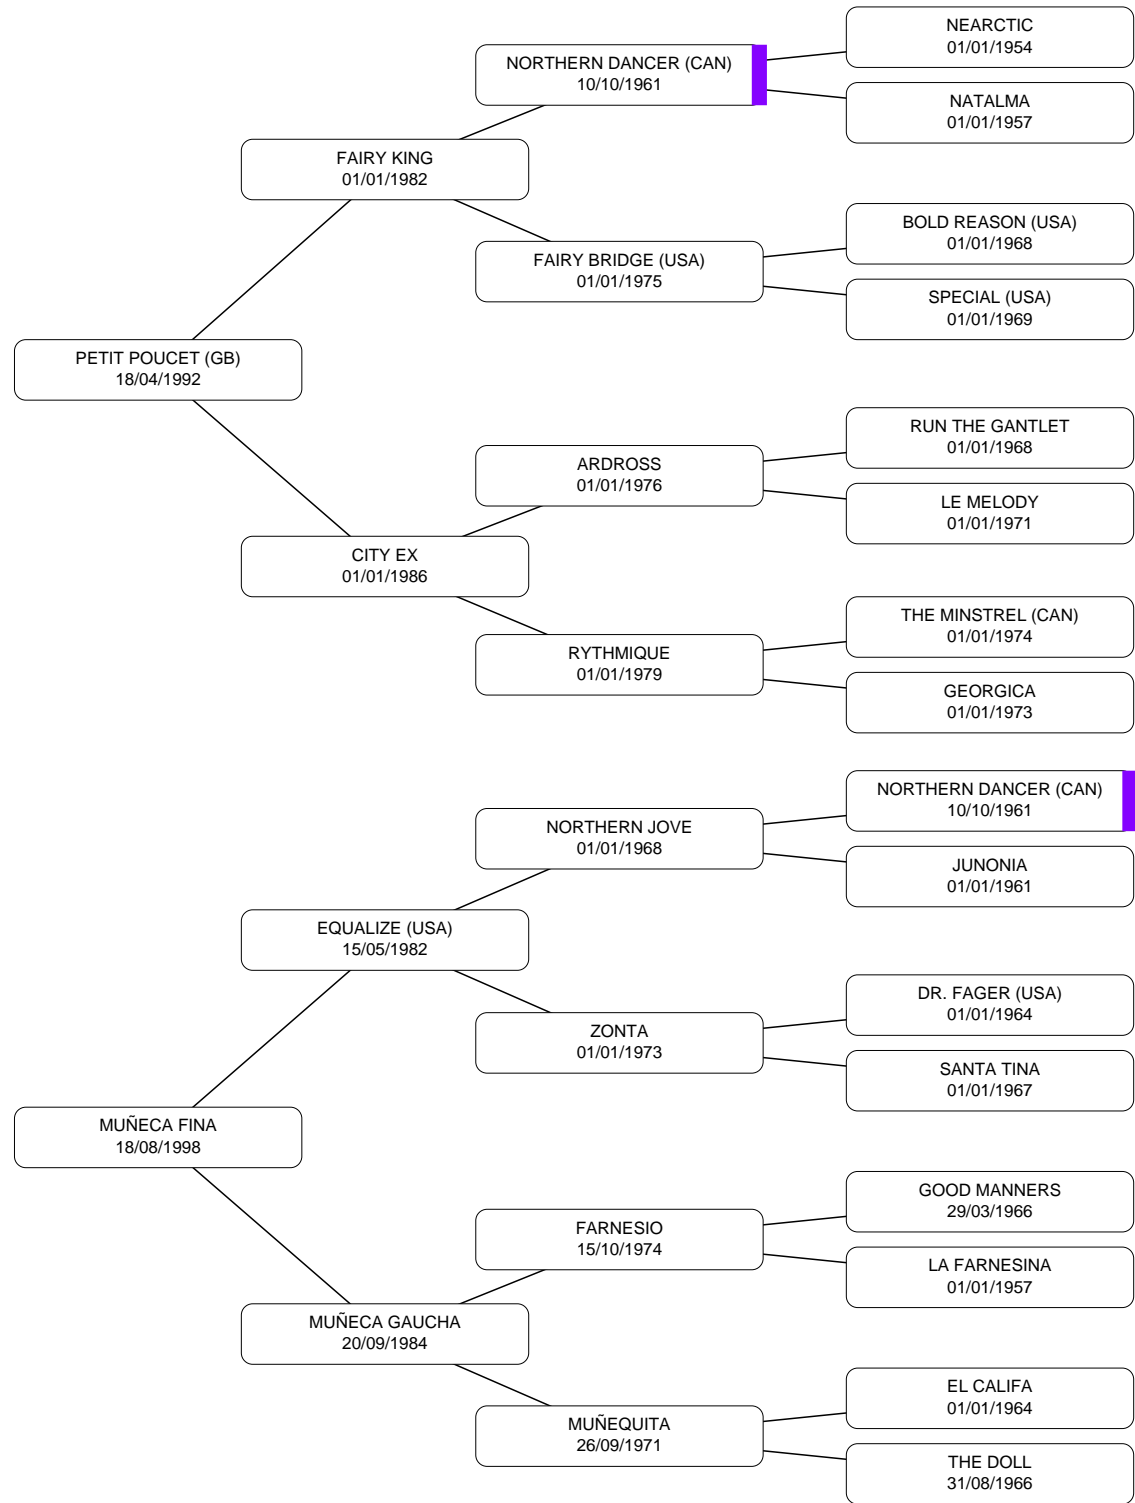 NEARCTIC
01/01/1954
NORTHERN DANCER (CAN)
10/10/1961
NATALMA
01/01/1957
FAIRY KING
01/01/1982
BOLD REASON (USA)
01/01/1968
FAIRY BRIDGE (USA)
01/01/1975
SPECIAL (USA)
01/01/1969
PETIT POUCET (GB)
18/04/1992
RUN THE GANTLET
01/01/1968
ARDROSS
01/01/1976
LE MELODY
01/01/1971
CITY EX
01/01/1986
THE MINSTREL (CAN)
01/01/1974
RYTHMIQUE
01/01/1979
GEORGICA
01/01/1973
NORTHERN DANCER (CAN)
10/10/1961
NORTHERN JOVE
01/01/1968
JUNONIA
01/01/1961
EQUALIZE (USA)
15/05/1982
DR. FAGER (USA)
01/01/1964
ZONTA
01/01/1973
SANTA TINA
01/01/1967
MUÑECA FINA
18/08/1998
GOOD MANNERS
29/03/1966
FARNESIO
15/10/1974
LA FARNESINA
01/01/1957
MUÑECA GAUCHA
20/09/1984
EL CALIFA
01/01/1964
MUÑEQUITA
26/09/1971
THE DOLL
31/08/1966